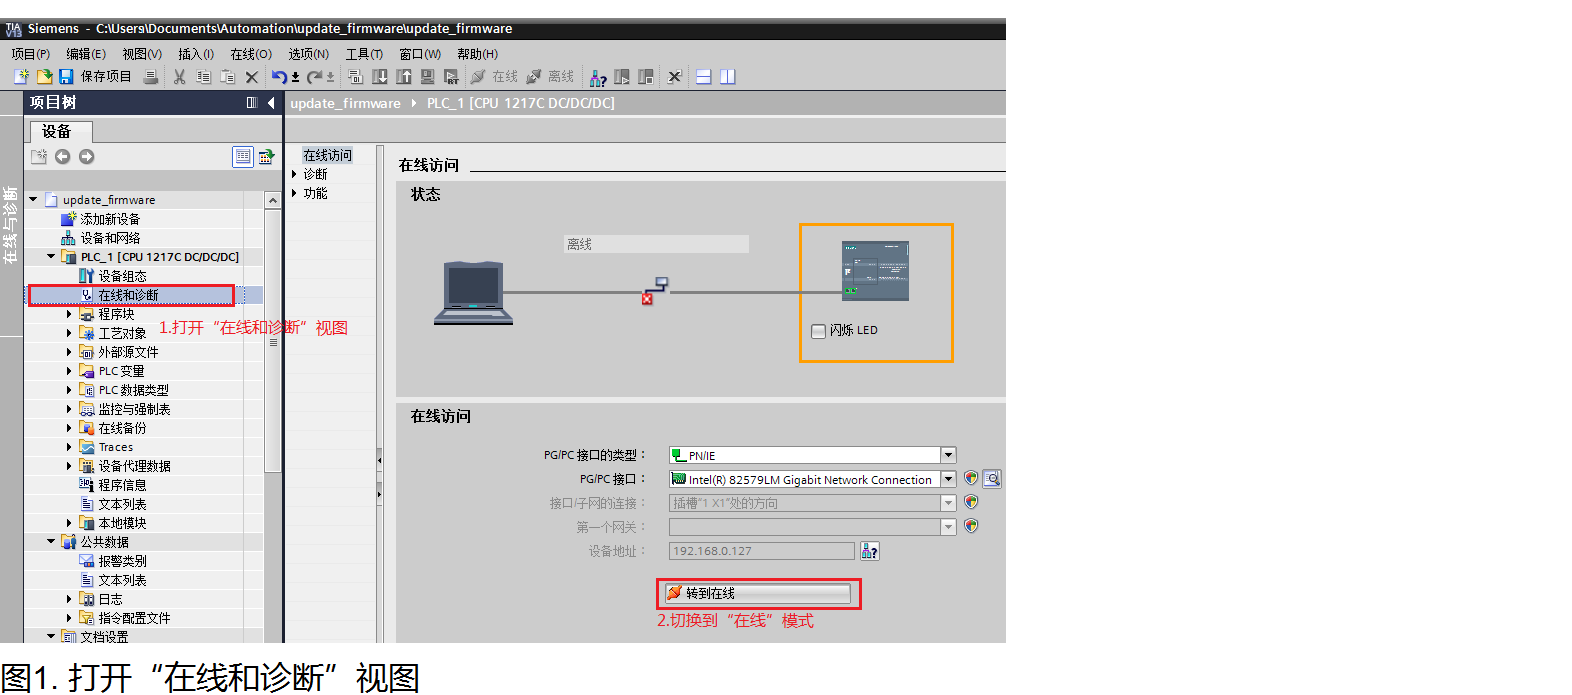 Siemens - C:\Users\Documents\Automation\update_firmware\update_firmware
项目(P) 编辑(E) 视图(V) 插入(I) 在线(O) 选项(N) 工具(T) 窗口(W) 帮助(H)
保存项目 在线 离线
项目树
update_firmware PLC_1 [CPU 1217C DC/DC/DC]
设备
在线与诊断
update_firmware
添加新设备
设备和网络
PLC_1 [CPU 1217C DC/DC/DC]
设备组态
在线和诊断
程序块
1.打开“在线和诊断”视图
工艺对象
外部源文件
PLC 变量
PLC 数据类型
监控与强制表
在线备份
Traces
设备代理数据
程序信息
文本列表
本地模块
公共数据
报警类别
文本列表
日志
指令配置文件
文档设置
在线访问
诊断
功能
在线访问
状态
离线
闪烁 LED
在线访问
PG/PC 接口的类型： PN/IE
PG/PC 接口： Intel(R) 82579LM Gigabit Network Connection
接口/子网的连接： 插槽"1 X1"处的方向
第一个网关：
设备地址： 192.168.0.127
转到在线
2.切换到“在线”模式
图1. 打开“在线和诊断”视图